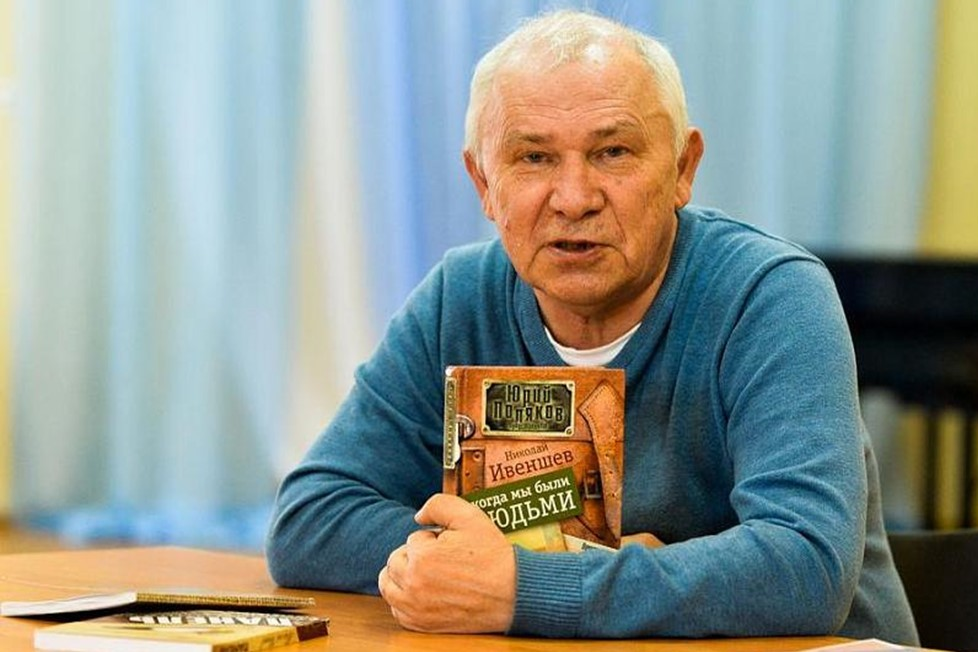 Юрий
Поляков
Николай
Ивеншев
когда мы были
ЮДЬМИ